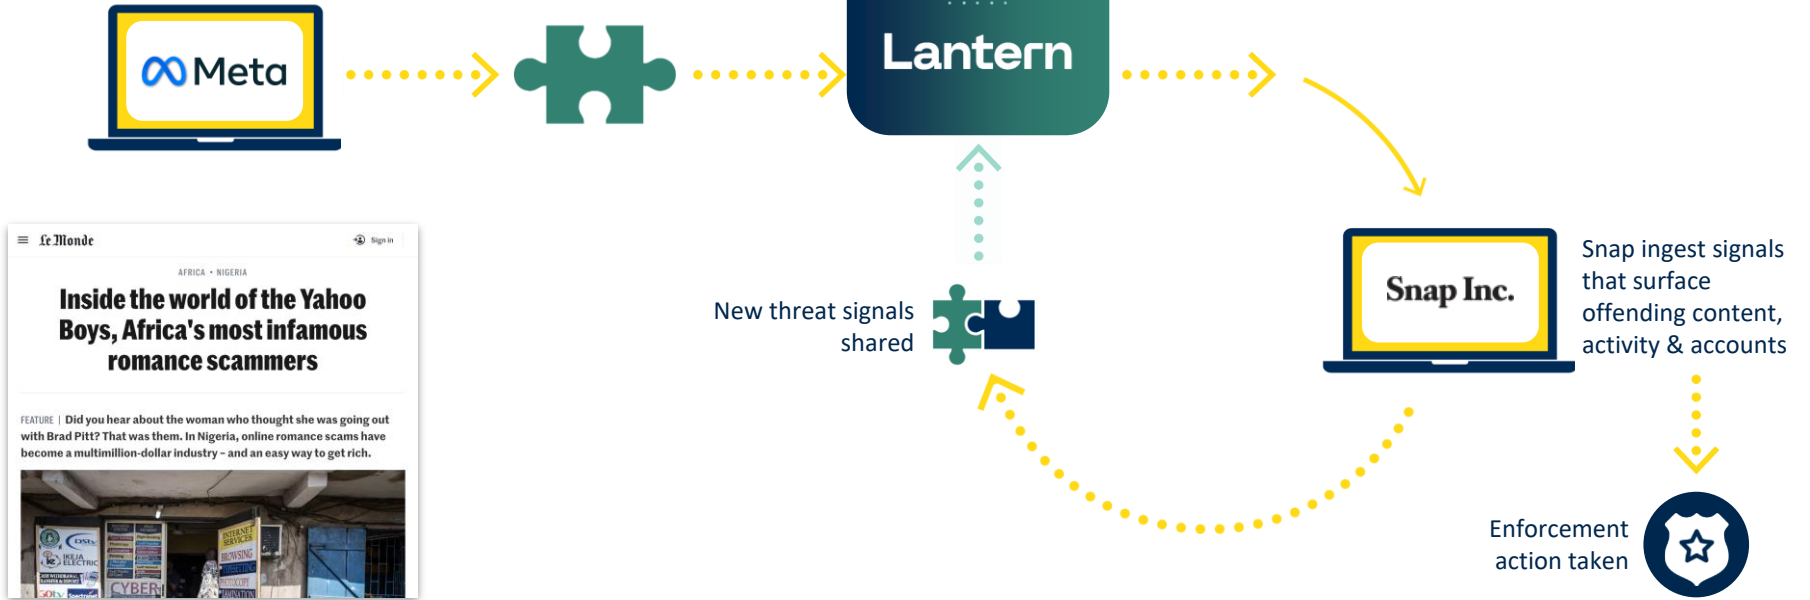 Meta
Lantern
Le Monde
Sign in
AFRICA • NIGERIA
Inside the world of the Yahoo
Boys, Africa's most infamous
romance scammers
FEATURE | Did you hear about the woman who thought she was going out
with Brad Pitt? That was them. In Nigeria, online romance scams have
become a multimillion-dollar industry – and an easy way to get rich.
DSTV
IKEJA
ELECTRIC
GOtv
CYBER
INTERNET
SERVICES
BROWSING
PHOTOCOPY
LAMINATION
New threat signals
shared
Snap Inc.
Snap ingest signals
that surface
offending content,
activity & accounts
Enforcement
action taken